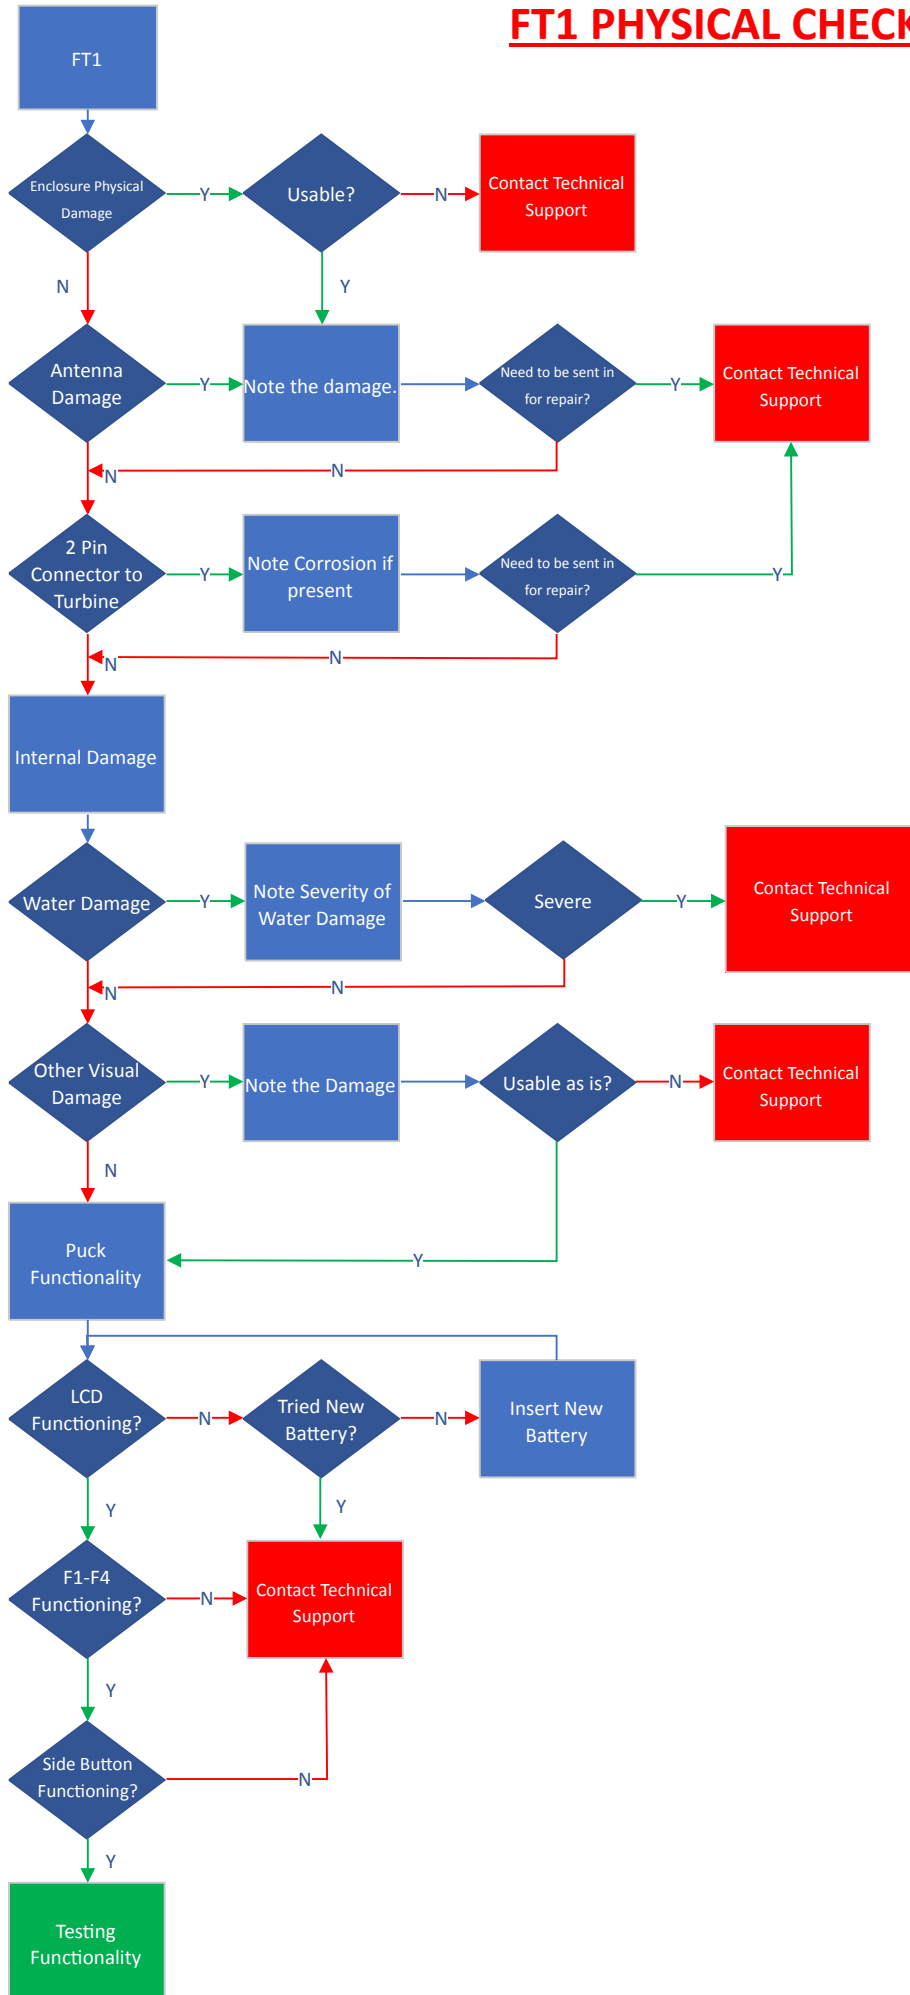 FT1 PHYSICAL CHECK
FT1
Enclosure Physical
Damage
Y
Usable?
N
Contact Technical
Support
N
Y
Antenna
Damage
Y
Note the damage.
Need to be sent in
for repair?
Y
Contact Technical
Support
N
N
2 Pin
Connector to
Turbine
Y
Note Corrosion if
present
Need to be sent in
for repair?
Y
N
N
Internal Damage
Water Damage
Y
Note Severity of
Water Damage
Severe
Y
Contact Technical
Support
N
N
Other Visual
Damage
Y
Note the Damage
Usable as is?
N
Contact Technical
Support
N
Puck
Functionality
Y
LCD
Functioning?
N
Tried New
Battery?
N
Insert New
Battery
Y
Y
F1-F4
Functioning?
N
Contact Technical
Support
Y
Side Button
Functioning?
N
Y
Testing
Functionality